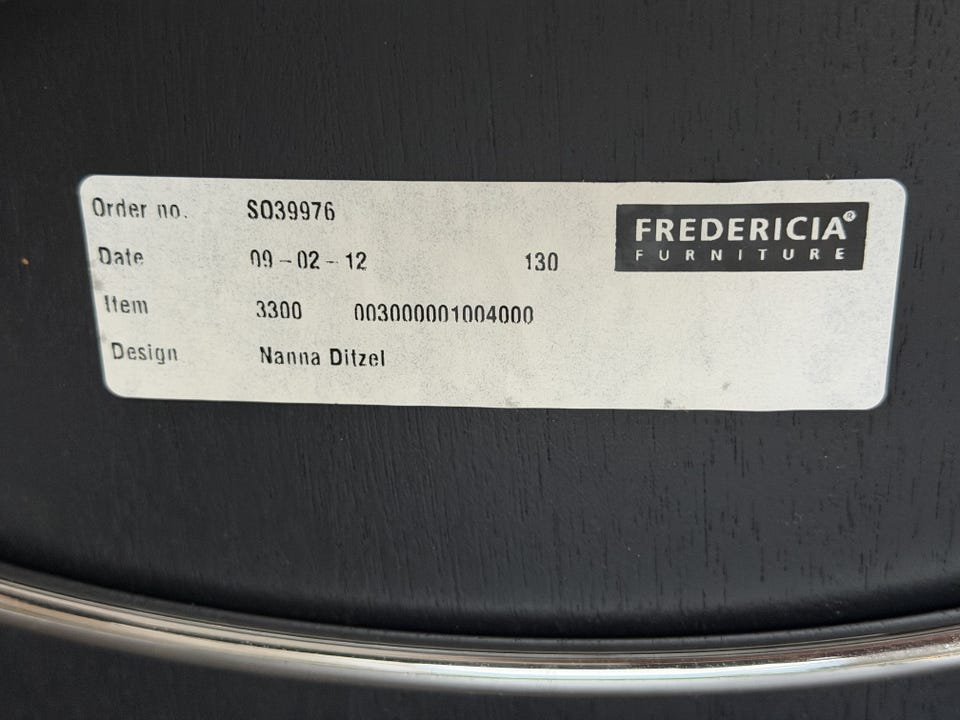 Order no. SO39976
FREDERICIA®
FURNITURE
Date 09-02-12 130
Item 3300 003000001004000
Design Nanna Ditzel